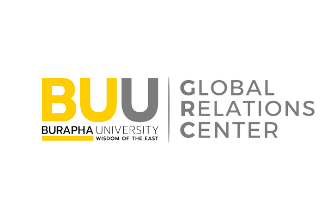 BUU
BURAPHA UNIVERSITY
WISDOM OF THE EAST
GLOBAL
RELATIONS
CENTER